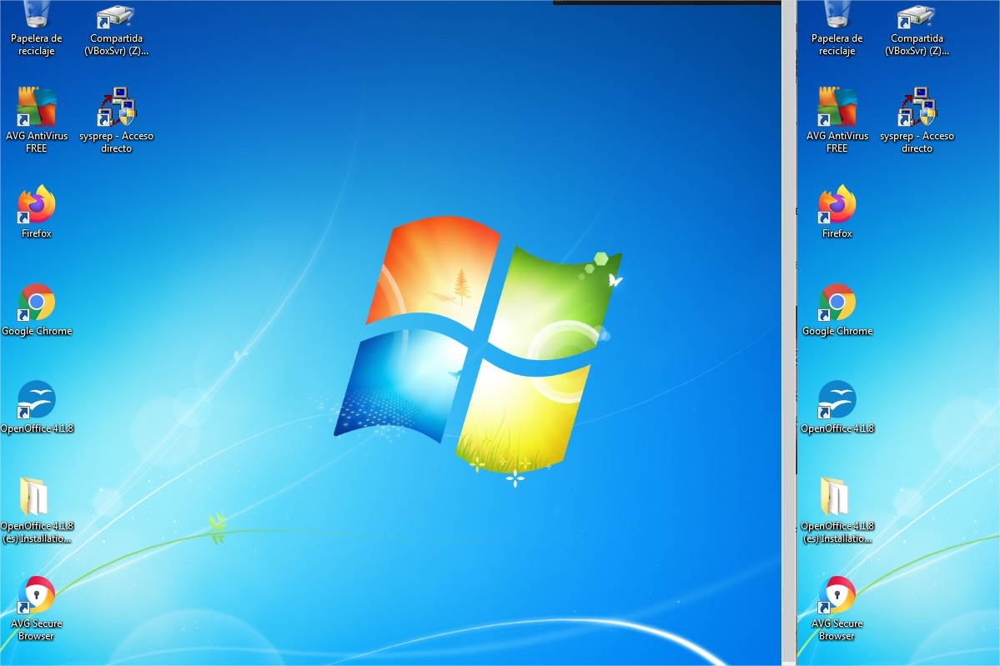 Papelera de
reciclaje
Compartida
(VBoxSvr) (Z)...
AVG AntiVirus
FREE
sysprep - Acceso
directo
Firefox
Google Chrome
OpenOffice 4.1.8
OpenOffice 4.1.8
(es) Installatio...
AVG Secure
Browser
Papelera de
reciclaje
Compartida
(VBoxSvr) (Z)...
AVG AntiVirus
FREE
sysprep - Acceso
directo
Firefox
Google Chrome
OpenOffice 4.1.8
OpenOffice 4.1.8
(es) Installatio...
AVG Secure
Browser